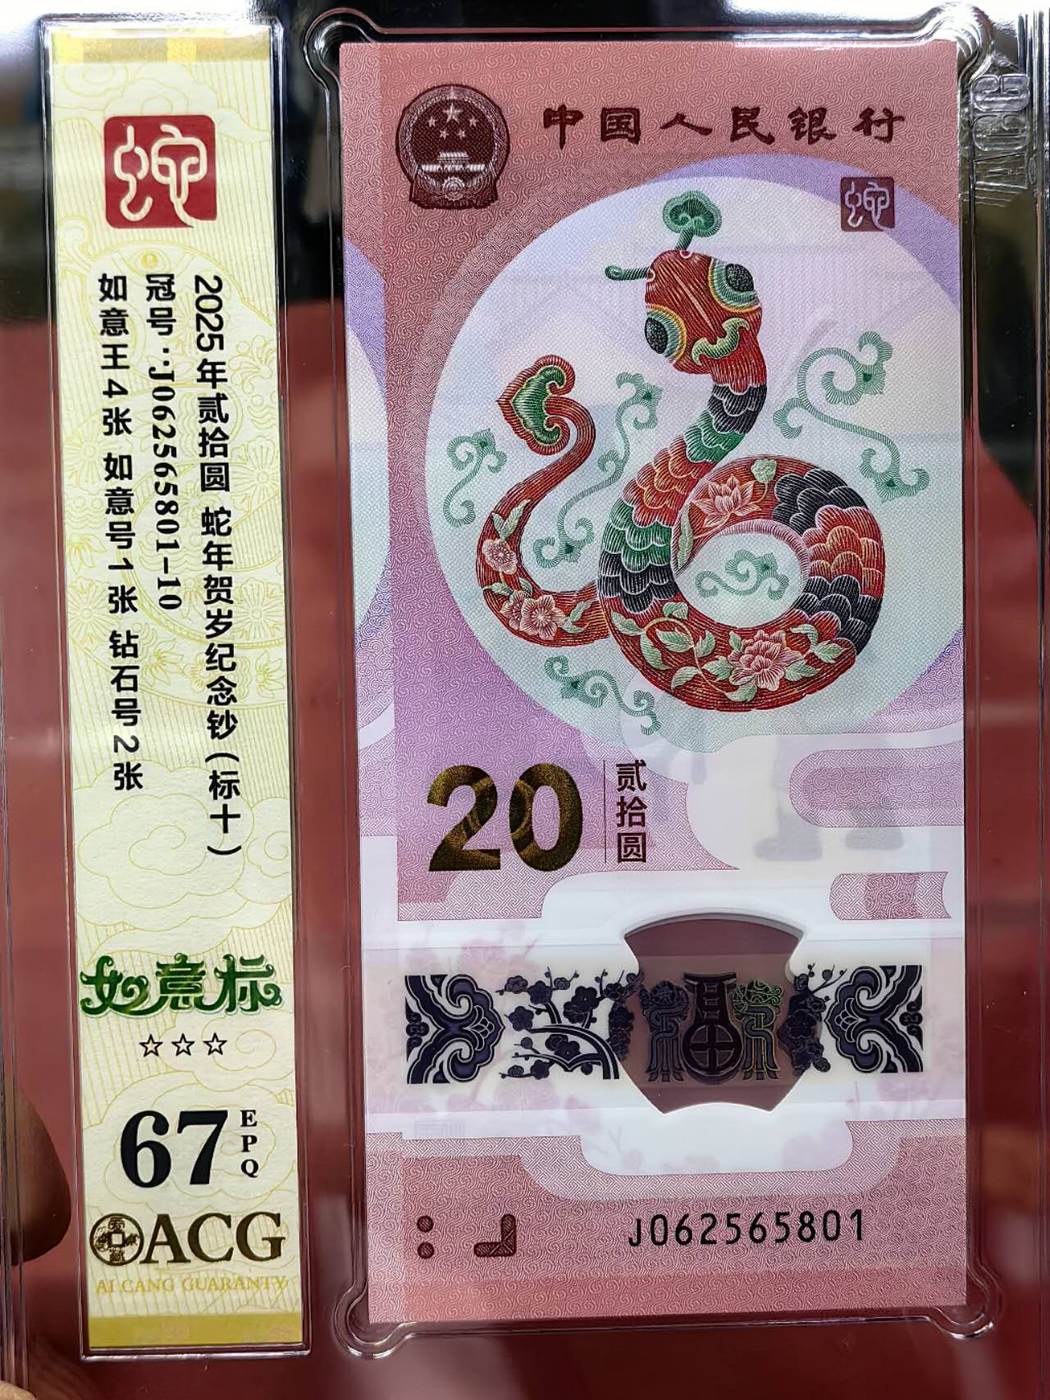 蛇
2025年贰拾圆 蛇年贺岁纪念钞(标十)
冠号:J062565801-10
如意王4张 如意号1张 钻石号2张
如意标
☆☆☆
67
EPQ
ACG
AI CANG GUARANTY
中国人民银行
蛇
20
贰拾圆
J062565801
ACG